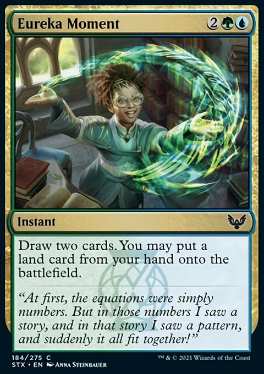 Eureka Moment 2
Instant
Draw two cards. You may put a
land card from your hand onto the
battlefield.
"At first, the equations were simply
numbers. But in those numbers I saw a
story, and in that story I saw a pattern,
and suddenly it all fit together!"
184/275 C
STX • EN Anna Steinbauer
™ & © 2021 Wizards of the Coast